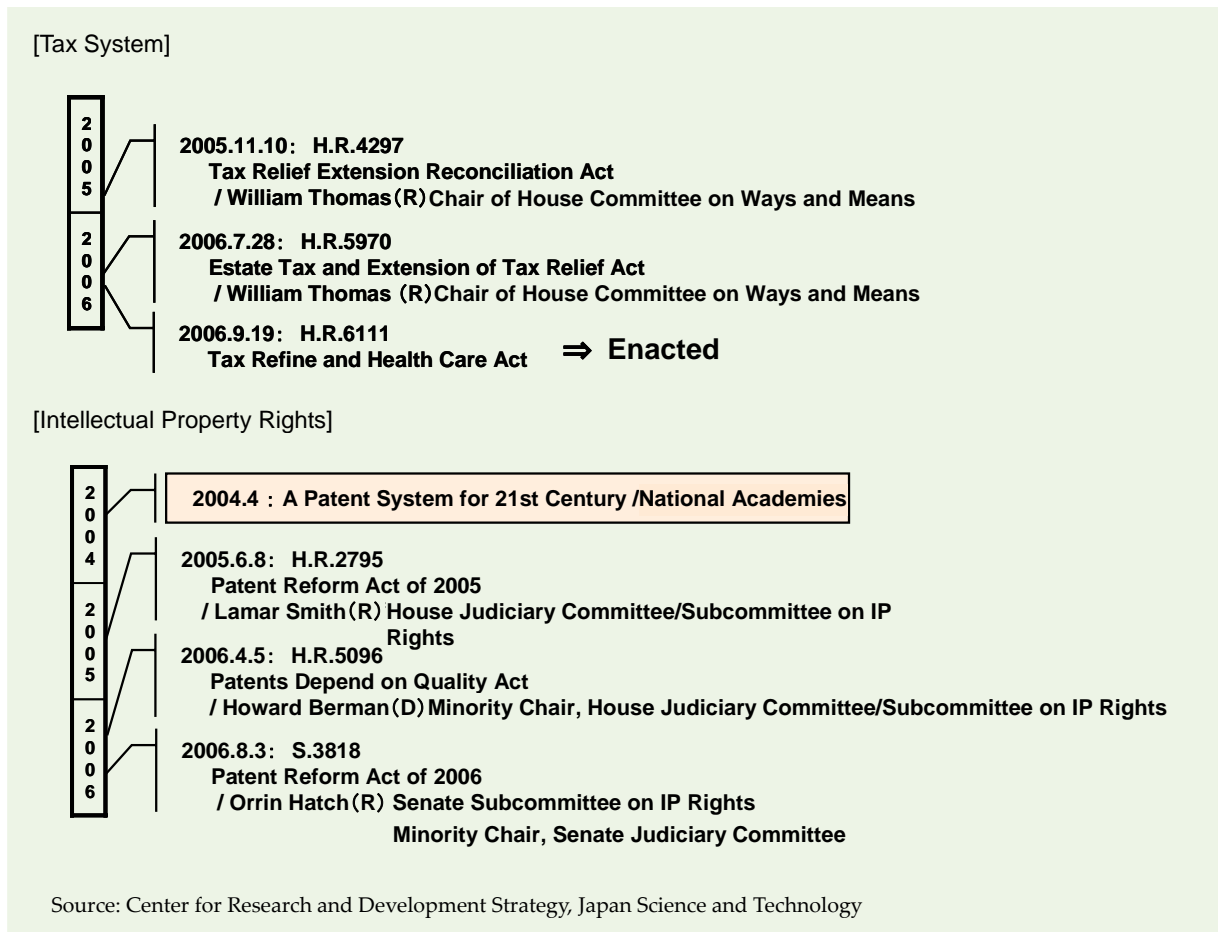 [Tax System]
2
0
0
5
2005.11.10： H.R.4297
Tax Relief Extension Reconciliation Act
/ William Thomas（R）Chair of House Committee on Ways and Means
2
0
0
6
2006.7.28： H.R.5970
Estate Tax and Extension of Tax Relief Act
/ William Thomas （R）Chair of House Committee on Ways and Means
2006.9.19： H.R.6111
Tax Refine and Health Care Act ⇒ Enacted
[Intellectual Property Rights]
2
0
0
4
2004.4 : A Patent System for 21st Century /National Academies
2
0
0
5
2005.6.8： H.R.2795
Patent Reform Act of 2005
/ Lamar Smith（R） House Judiciary Committee/Subcommittee on IP
Rights
2006.4.5： H.R.5096
Patents Depend on Quality Act
/ Howard Berman（D）Minority Chair, House Judiciary Committee/Subcommittee on IP Rights
2
0
0
6
2006.8.3： S.3818
Patent Reform Act of 2006
/ Orrin Hatch（R） Senate Subcommittee on IP Rights
Minority Chair, Senate Judiciary Committee
Source: Center for Research and Development Strategy, Japan Science and Technology